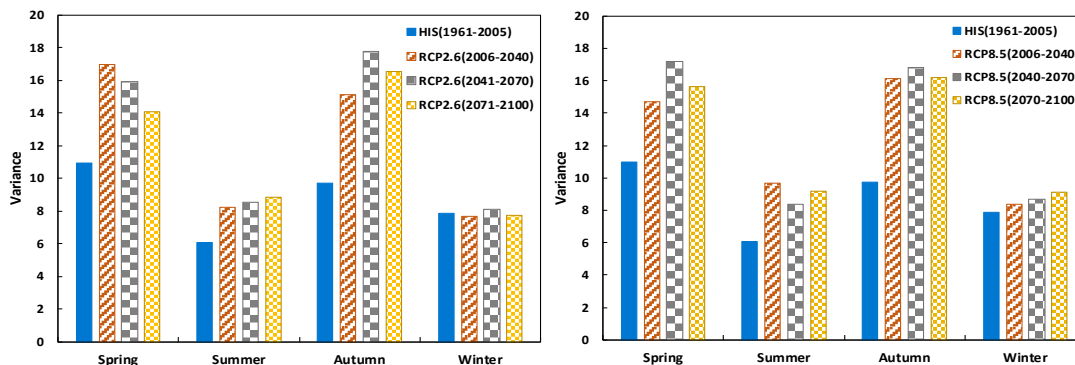 20
18
16
14
12
10
8
6
4
2
0
Variance
Spring
Summer
Autumn
Winter
HIS(1961-2005)
RCP2.6(2006-2040)
RCP2.6(2041-2070)
RCP2.6(2071-2100)
20
18
16
14
12
10
8
6
4
2
0
Variance
Spring
Summer
Autumn
Winter
HIS(1961-2005)
RCP8.5(2006-2040
RCP8.5(2040-2070
RCP8.5(2070-2100